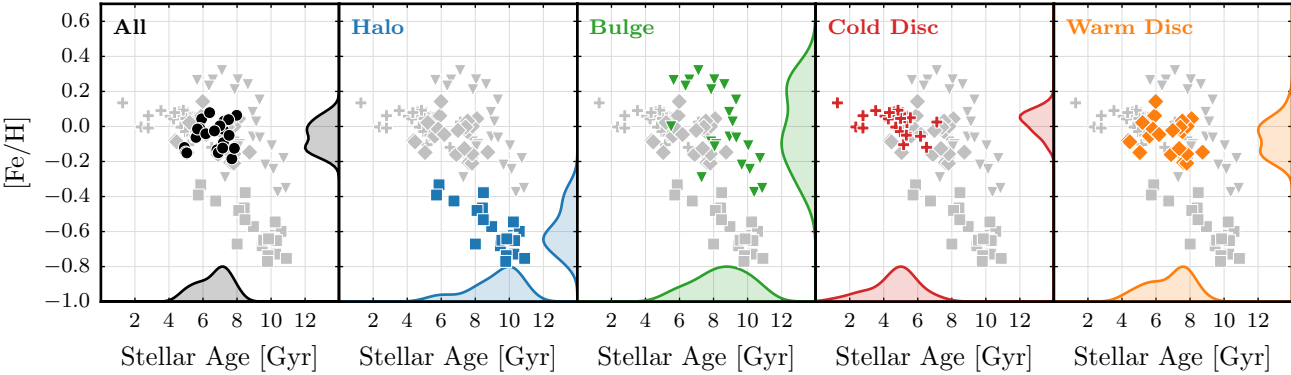 All Halo Bulge Cold Disc Warm Disc
0.6
0.4
0.2
0.0
−0.2
−0.4
−0.6
−0.8
−1.0
[Fe/H]
2 4 6 8 10 12 2 4 6 8 10 12 2 4 6 8 10 12 2 4 6 8 10 12 2 4 6 8 10 12
Stellar Age [Gyr] Stellar Age [Gyr] Stellar Age [Gyr] Stellar Age [Gyr] Stellar Age [Gyr]